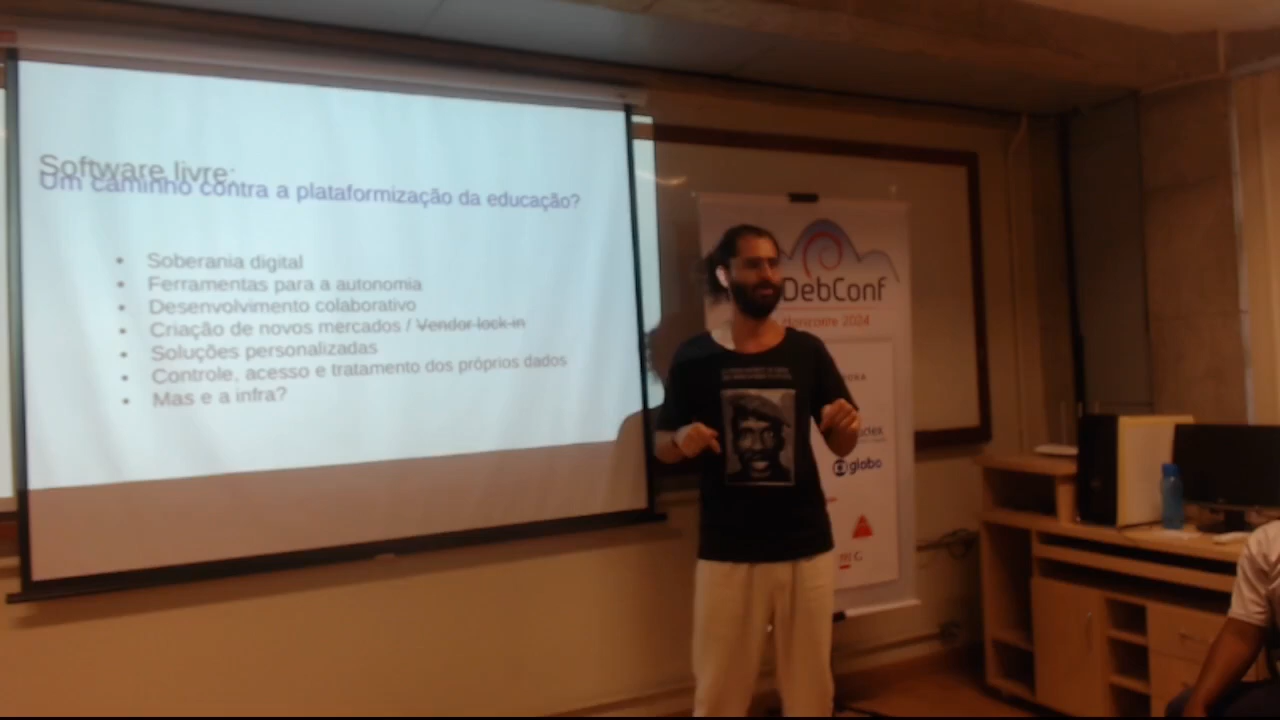 Software livre:
Um caminho contra a plataformização da educação?
• Soberania digital
• Ferramentas para a autonomia
• Desenvolvimento colaborativo
• Criação de novos mercados / Vendor lock-in
• Soluções personalizadas
• Controle, acesso e tratamento dos próprios dados
• Mas e a infra?
DebConf
Horizonte 2024
globo